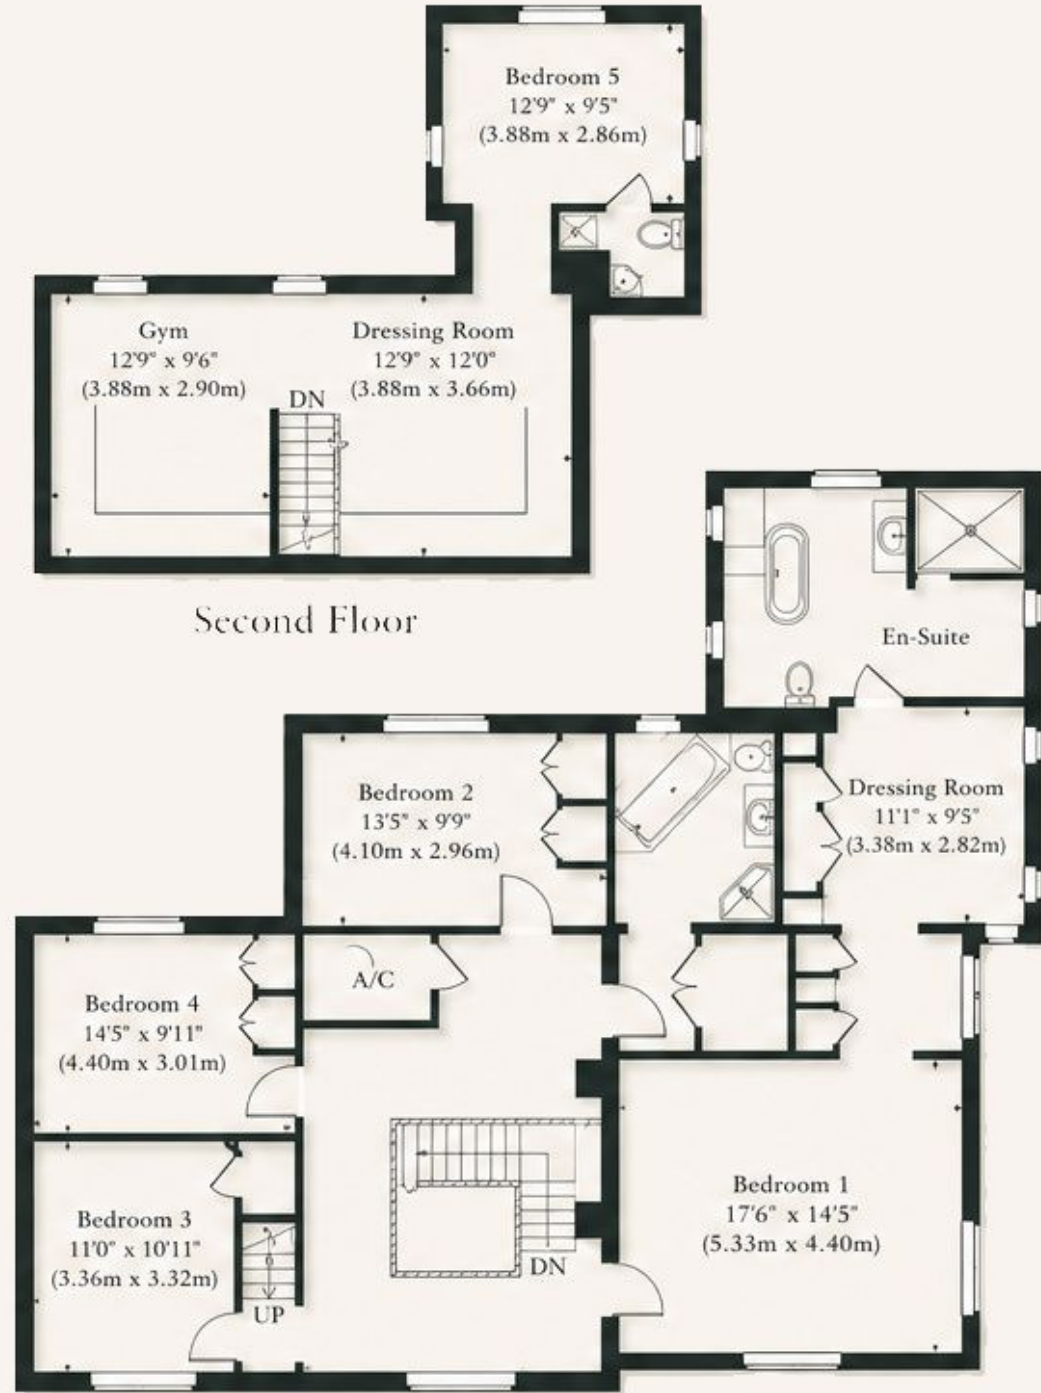 Bedroom 5
12'9" x 9'5"
(3.88m x 2.86m)
Gym
12'9" x 9'6"
(3.88m x 2.90m)
Dressing Room
12'9" x 12'0"
(3.88m x 3.66m)
DN
Second Floor
En-Suite
Bedroom 2
13'5" x 9'9"
(4.10m x 2.96m)
Dressing Room
11'1" x 9'5"
(3.38m x 2.82m)
A/C
Bedroom 4
14'5" x 9'11"
(4.40m x 3.01m)
Bedroom 1
17'6" x 14'5"
(5.33m x 4.40m)
Bedroom 3
11'0" x 10'11"
(3.36m x 3.32m)
DN
UP